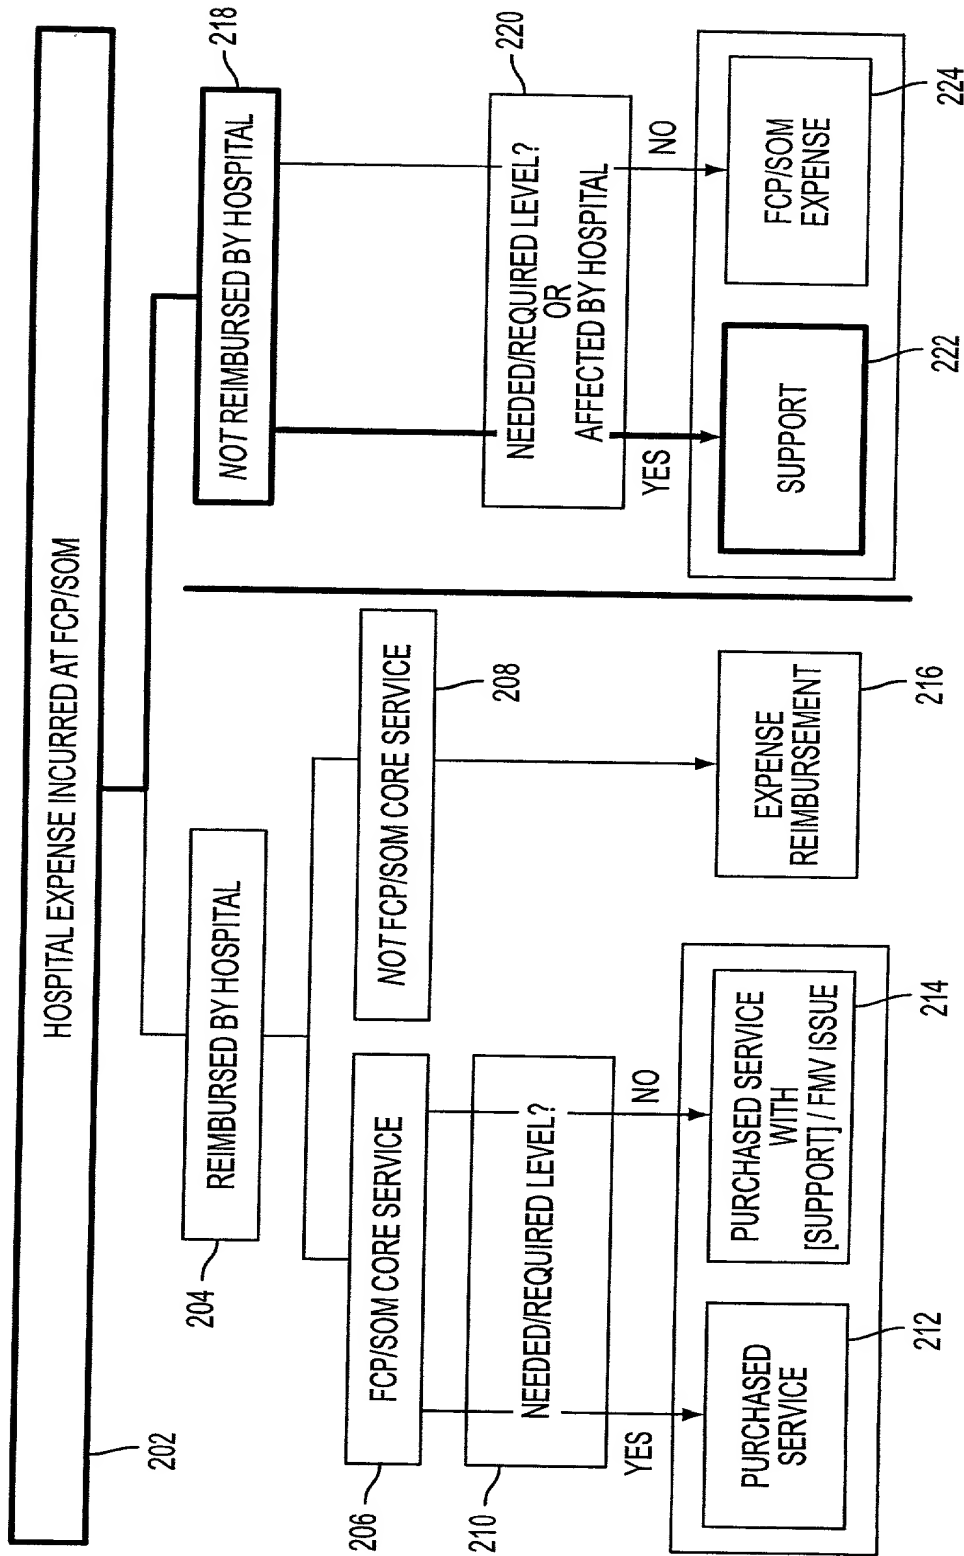 HOSPITAL EXPENSE INCURRED AT FCP/SOM
202
REIMBURSED BY HOSPITAL
204
NOT REIMBURSED BY HOSPITAL
218
FCP/SOM CORE SERVICE
206
NOT FCP/SOM CORE SERVICE
208
NEEDED/REQUIRED LEVEL?
210
YES
NO
NEEDED/REQUIRED LEVEL?
OR
AFFECTED BY HOSPITAL
220
YES
NO
PURCHASED
SERVICE
212
PURCHASED SERVICE
WITH
[SUPPORT] / FMV ISSUE
214
EXPENSE
REIMBURSEMENT
216
SUPPORT
222
FCP/SOM
EXPENSE
224